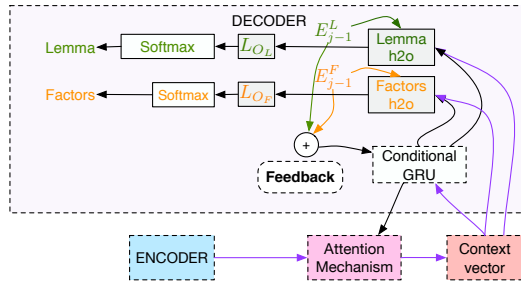 DECODER
Lemma
Softmax
L_{O_L}
E^L_{j-1}
Lemma
h2o
Factors
Softmax
L_{O_F}
E^F_{j-1}
Factors
h2o
+
Feedback
Conditional
GRU
ENCODER
Attention
Mechanism
Context
vector